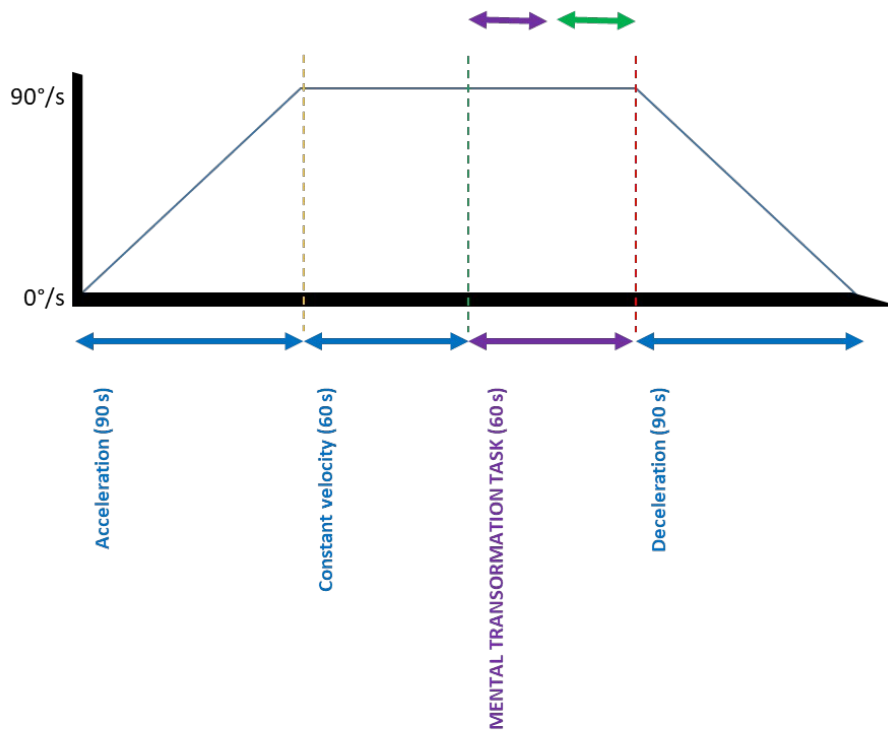 90°/s
0°/s
Acceleration (90 s)
Constant velocity (60 s)
MENTAL TRANSORMATION TASK (60 s)
Deceleration (90 s)